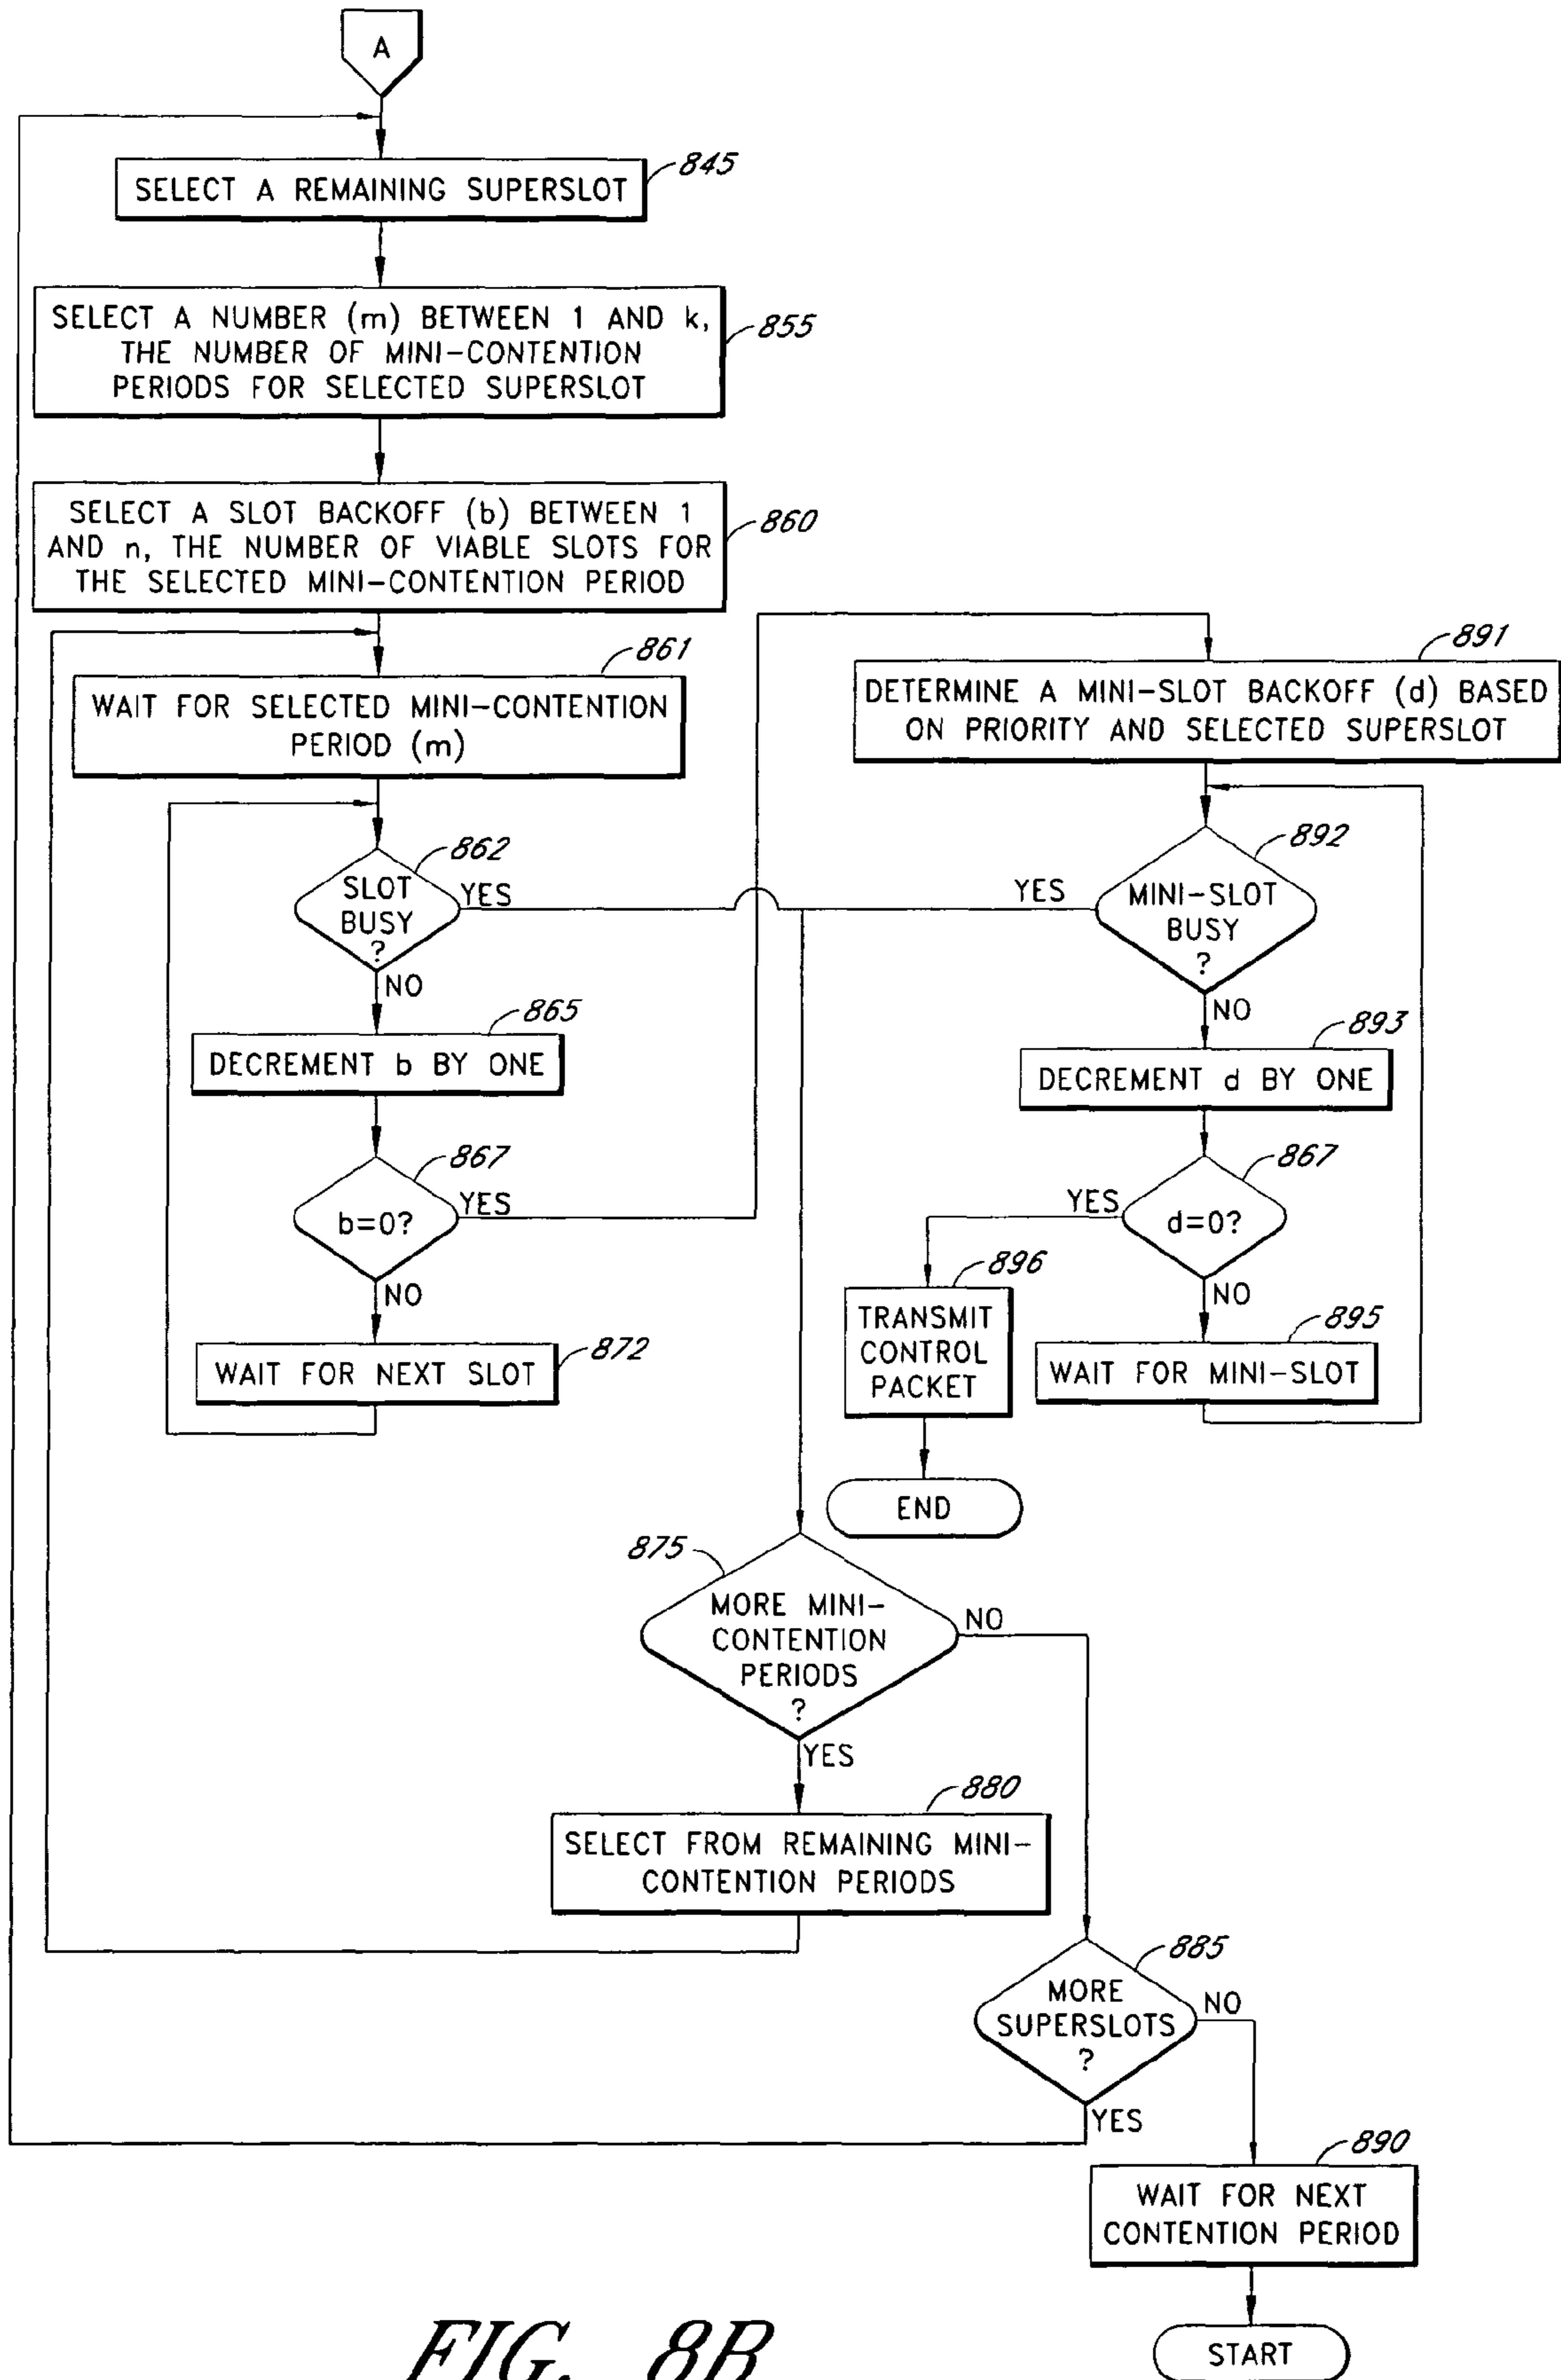 A
SELECT A REMAINING SUPERSLOT
845
SELECT A NUMBER (m) BETWEEN 1 AND k,
THE NUMBER OF MINI-CONTENTION
PERIODS FOR SELECTED SUPERSLOT
855
SELECT A SLOT BACKOFF (b) BETWEEN 1
AND n, THE NUMBER OF VIABLE SLOTS FOR
THE SELECTED MINI-CONTENTION PERIOD
860
861
WAIT FOR SELECTED MINI-CONTENTION
PERIOD (m)
862
SLOT
BUSY
?
YES
NO
865
DECREMENT b BY ONE
867
b=0?
YES
NO
WAIT FOR NEXT SLOT
872
891
DETERMINE A MINI-SLOT BACKOFF (d) BASED
ON PRIORITY AND SELECTED SUPERSLOT
892
MINI-SLOT
BUSY
?
YES
NO
893
DECREMENT d BY ONE
867
d=0?
YES
NO
896
TRANSMIT
CONTROL
PACKET
895
WAIT FOR MINI-SLOT
END
875
MORE MINI-
CONTENTION
PERIODS
?
NO
YES
880
SELECT FROM REMAINING MINI-
CONTENTION PERIODS
885
MORE
SUPERSLOTS
?
NO
YES
890
WAIT FOR NEXT
CONTENTION PERIOD
START
FIG. 8B